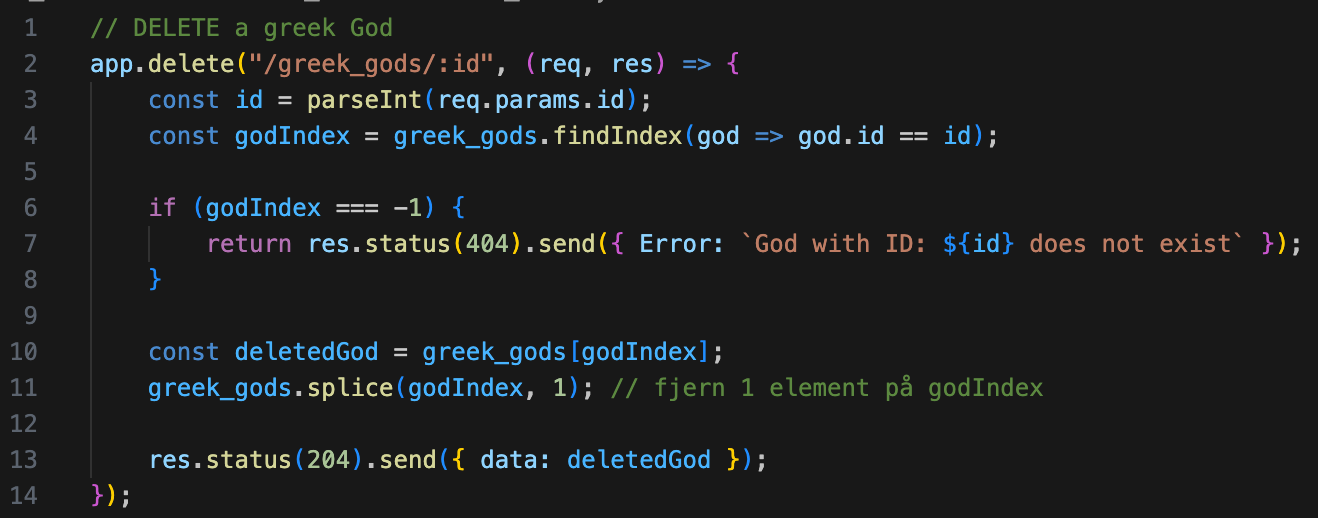 1 // DELETE a greek God
2 app.delete("/greek_gods/:id", (req, res) => {
3 const id = parseInt(req.params.id);
4 const godIndex = greek_gods.findIndex(god => god.id == id);
5
6 if (godIndex === -1) {
7 return res.status(404).send({ Error: `God with ID: ${id} does not exist` });
8 }
9
10 const deletedGod = greek_gods[godIndex];
11 greek_gods.splice(godIndex, 1); // fjern 1 element på godIndex
12
13 res.status(204).send({ data: deletedGod });
14 });